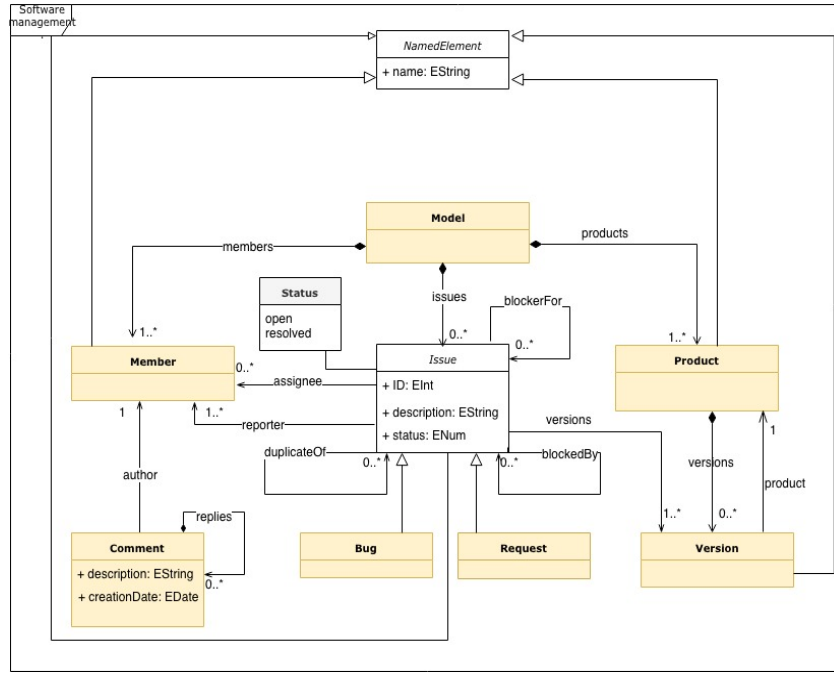 Software
management
NamedElement
+ name: EString
Model
members
products
issues
Status
open
resolved
blockerFor
1..*
0..*
0..*
1..*
Member
Issue
Product
0..*
assignee
+ ID: EInt
+ description: EString
+ status: ENum
1
1..*
reporter
versions
1
duplicateOf
0..*
0..*
blockedBy
versions
author
product
replies
1..*
0..*
Comment
Bug
Request
Version
+ description: EString
0..*
+ creationDate: EDate